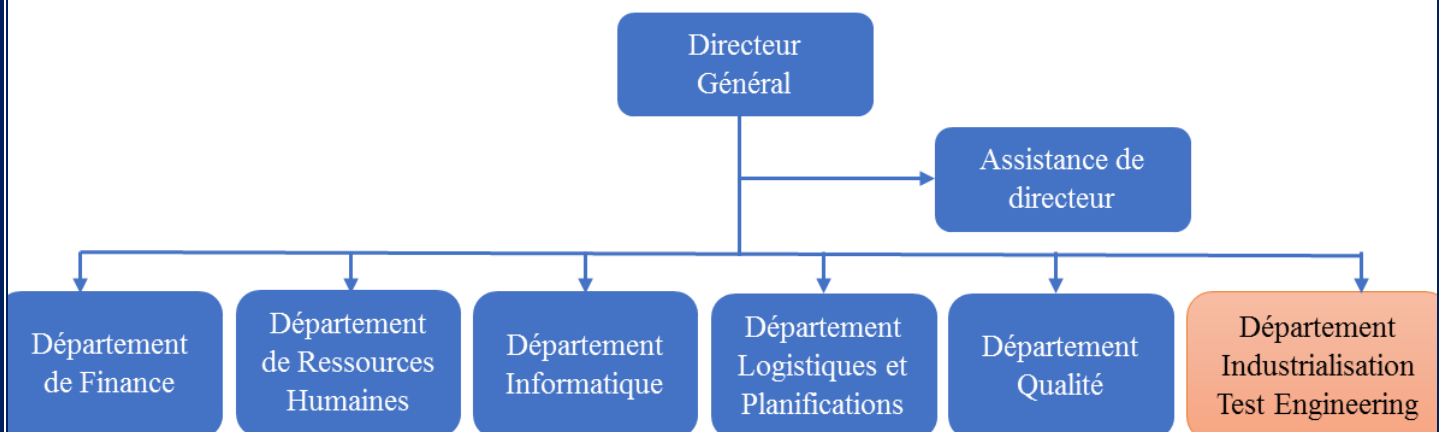 Directeur
Général
Assistance de
directeur
Département
de Finance
Département
de Ressources
Humaines
Département
Informatique
Département
Logistiques et
Planifications
Département
Qualité
Département
Industrialisation
Test Engineering